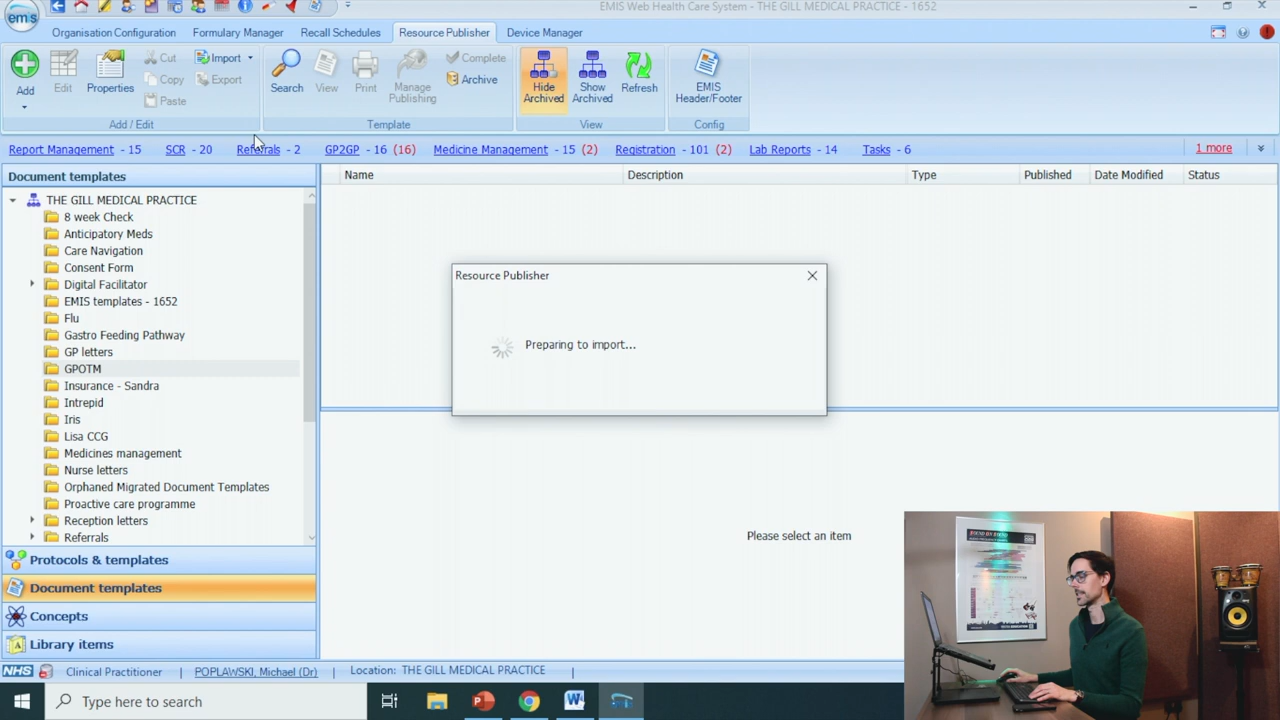 emis
EMIS Web Health Care System - THE GILL MEDICAL PRACTICE - 1652
Organisation Configuration Formulary Manager Recall Schedules Resource Publisher Device Manager
Add Edit Properties Cut Copy Paste Import Export
Add / Edit
Search View Print Manage Publishing Complete Archive
Template
Hide Archived Show Archived Refresh
View
EMIS Header/Footer
Config
Report Management - 15 SCR - 20 Referrals - 2 GP2GP - 16 (16) Medicine Management - 15 (2) Registration - 101 (2) Lab Reports - 14 Tasks - 6 1 more
Document templates
Name Description Type Published Date Modified Status
THE GILL MEDICAL PRACTICE
8 week Check
Anticipatory Meds
Care Navigation
Consent Form
Digital Facilitator
EMIS templates - 1652
Flu
Gastro Feeding Pathway
GP letters
GPOTM
Insurance - Sandra
Intrepid
Iris
Lisa CCG
Medicines management
Nurse letters
Orphaned Migrated Document Templates
Proactive care programme
Reception letters
Referrals
Resource Publisher
Preparing to import...
Please select an item
Protocols & templates
Document templates
Concepts
Library items
NHS Clinical Practitioner | POPLAWSKI, Michael (Dr) | Location: THE GILL MEDICAL PRACTICE |
Type here to search